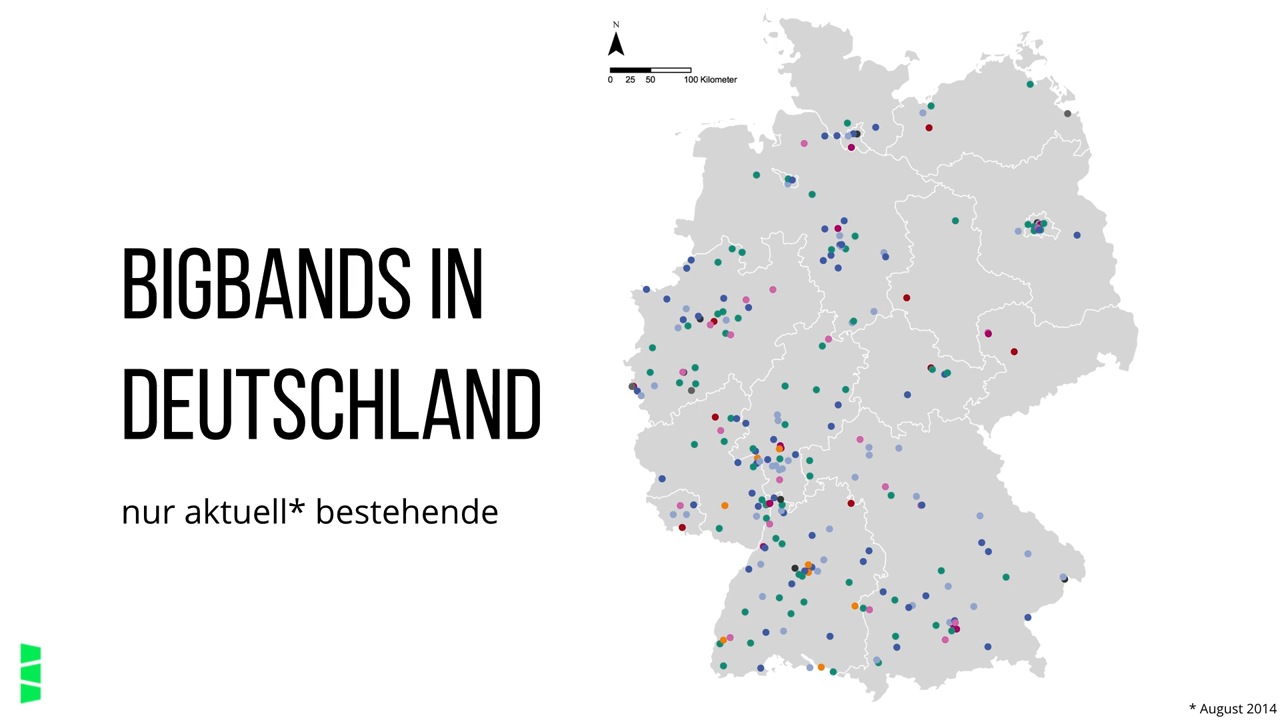 N
0 25 50 100 Kilometer
BIGBANDS IN
DEUTSCHLAND
nur aktuell* bestehende
* August 2014